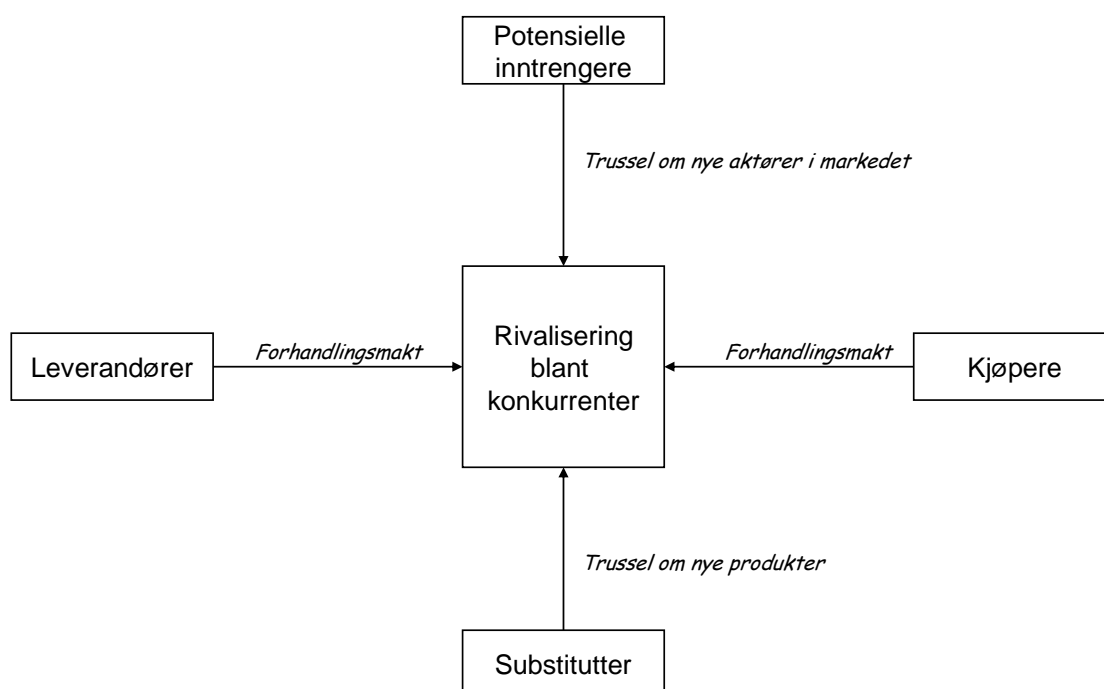 Potensielle
inntrengere
Trussel om nye aktører i markedet
Leverandører
Forhandlingsmakt
Rivalisering
blant
konkurrenter
Forhandlingsmakt
Kjøpere
Trussel om nye produkter
Substitutter